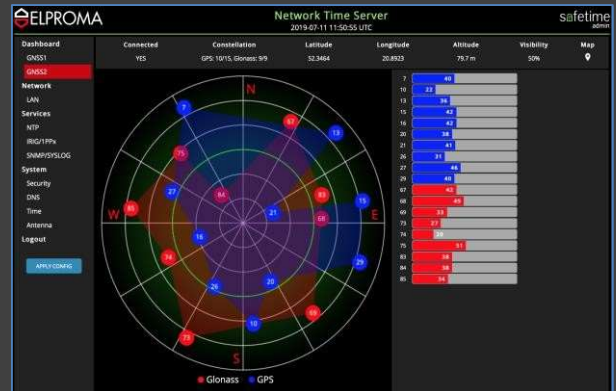 ELPROMA
Network Time Server
2019-07-11 11:50:55 UTC
safetime
admin
Dashboard
GNSS1
GNSS2
Network
LAN
Services
NTP
IRIG/1PPx
SNMP/SYSLOG
System
Security
DNS
Time
Antenna
Logout
APPLY CONFIG
Connected Constellation Latitude Longitude Altitude Visibility Map
YES GPS: 10/15, Glonass: 9/9 52.3464 20.8923 79.7 m 50%
N
7
67
13
75
27
84
83
15
85
W
21
68
E
16
74
29
26
20
10
69
73
S
Glonass GPS
7 40
10 22
13 36
15 42
16 42
20 38
21 41
26 31
27 46
29 40
67 42
68 49
69 33
73 27
74 20
75 51
83 38
84 38
85 34